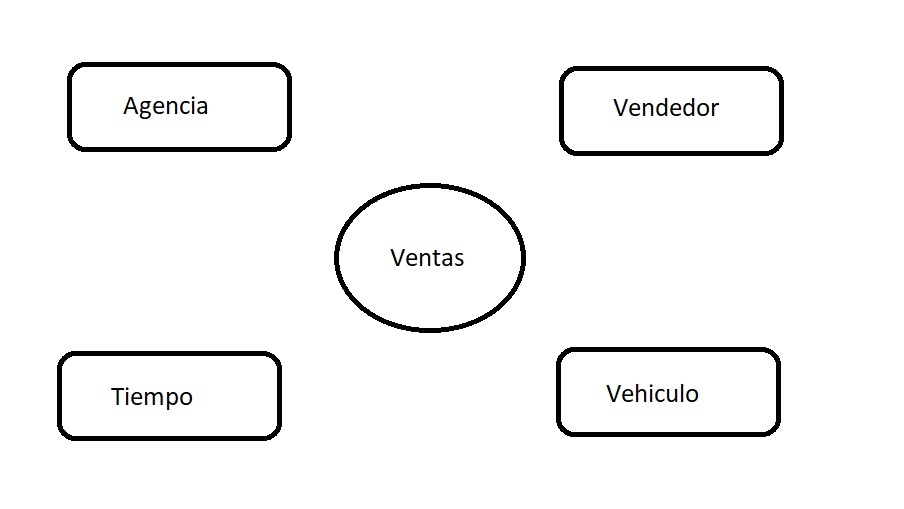 Agencia
Vendedor
Ventas
Tiempo
Vehiculo